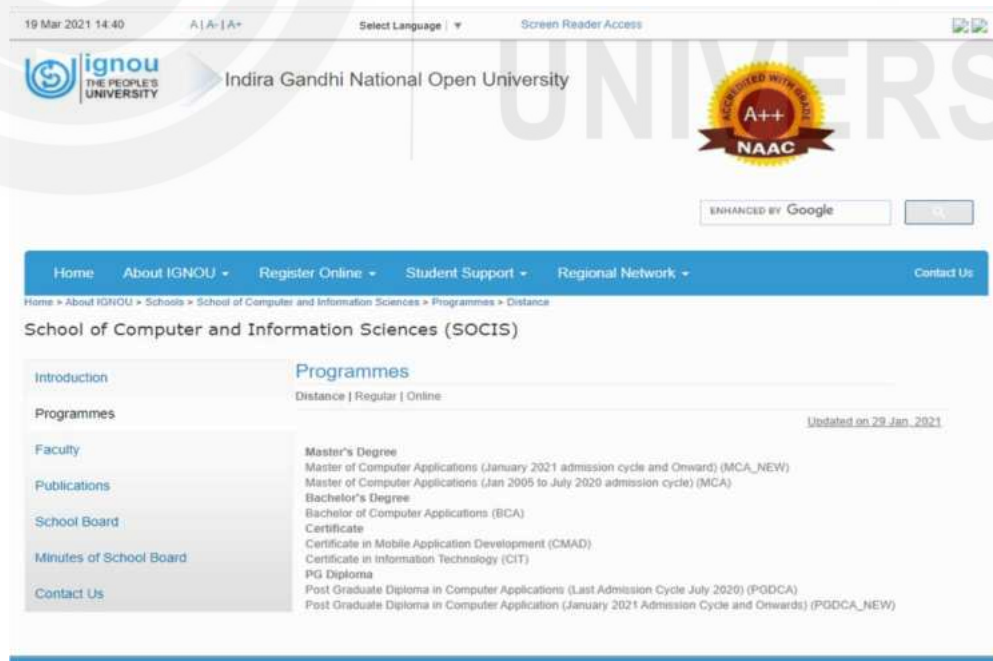 19 Mar 2021 14:40 A | A- | A+ Select Language ▼ Screen Reader Access
ignou
THE PEOPLE'S
UNIVERSITY
Indira Gandhi National Open University
UNIVERS
ACCREDITED WITH GRADE
A++
NAAC
ENHANCED BY Google
Home About IGNOU Register Online Student Support Regional Network Contact Us
Home > About IGNOU > Schools > School of Computer and Information Sciences > Programmes > Distance
School of Computer and Information Sciences (SOCIS)
Introduction
Programmes
Faculty
Publications
School Board
Minutes of School Board
Contact Us
Programmes
Distance | Regular | Online
Updated on 29 Jan, 2021
Master's Degree
Master of Computer Applications (January 2021 admission cycle and Onward) (MCA_NEW)
Master of Computer Applications (Jan 2005 to July 2020 admission cycle) (MCA)
Bachelor's Degree
Bachelor of Computer Applications (BCA)
Certificate
Certificate in Mobile Application Development (CMAD)
Certificate in Information Technology (CIT)
PG Diploma
Post Graduate Diploma in Computer Applications (Last Admission Cycle July 2020) (PGDCA)
Post Graduate Diploma in Computer Application (January 2021 Admission Cycle and Onwards) (PGDCA_NEW)